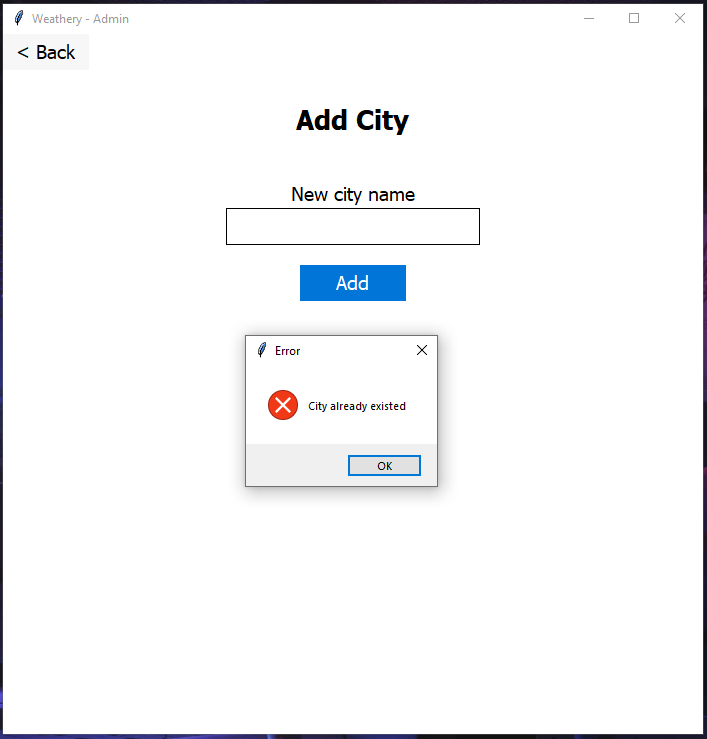 Weathery - Admin
< Back
Add City
New city name
Add
Error
City already existed
OK